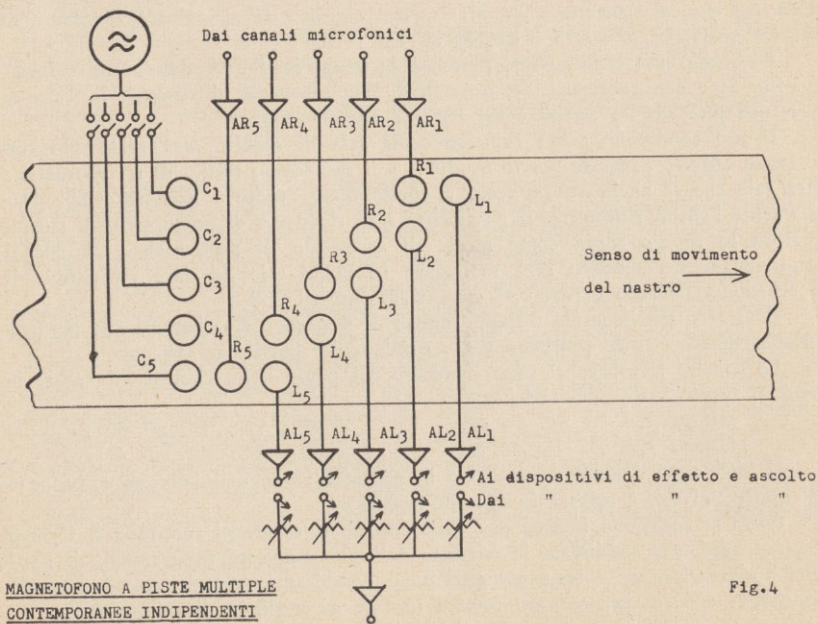 Dai canali microfonici
AR5 AR4 AR3 AR2 AR1
C1 R1 L1
C2 R2 L2
C3 R3 L3
C4 R4 L4
C5 R5 L5
Senso di movimento
del nastro
AL5 AL4 AL3 AL2 AL1
Ai dispositivi di effetto e ascolto
Dai " " "
MAGNETOFONO A PISTE MULTIPLE
CONTEMPORANEE INDIPENDENTI
Fig.4